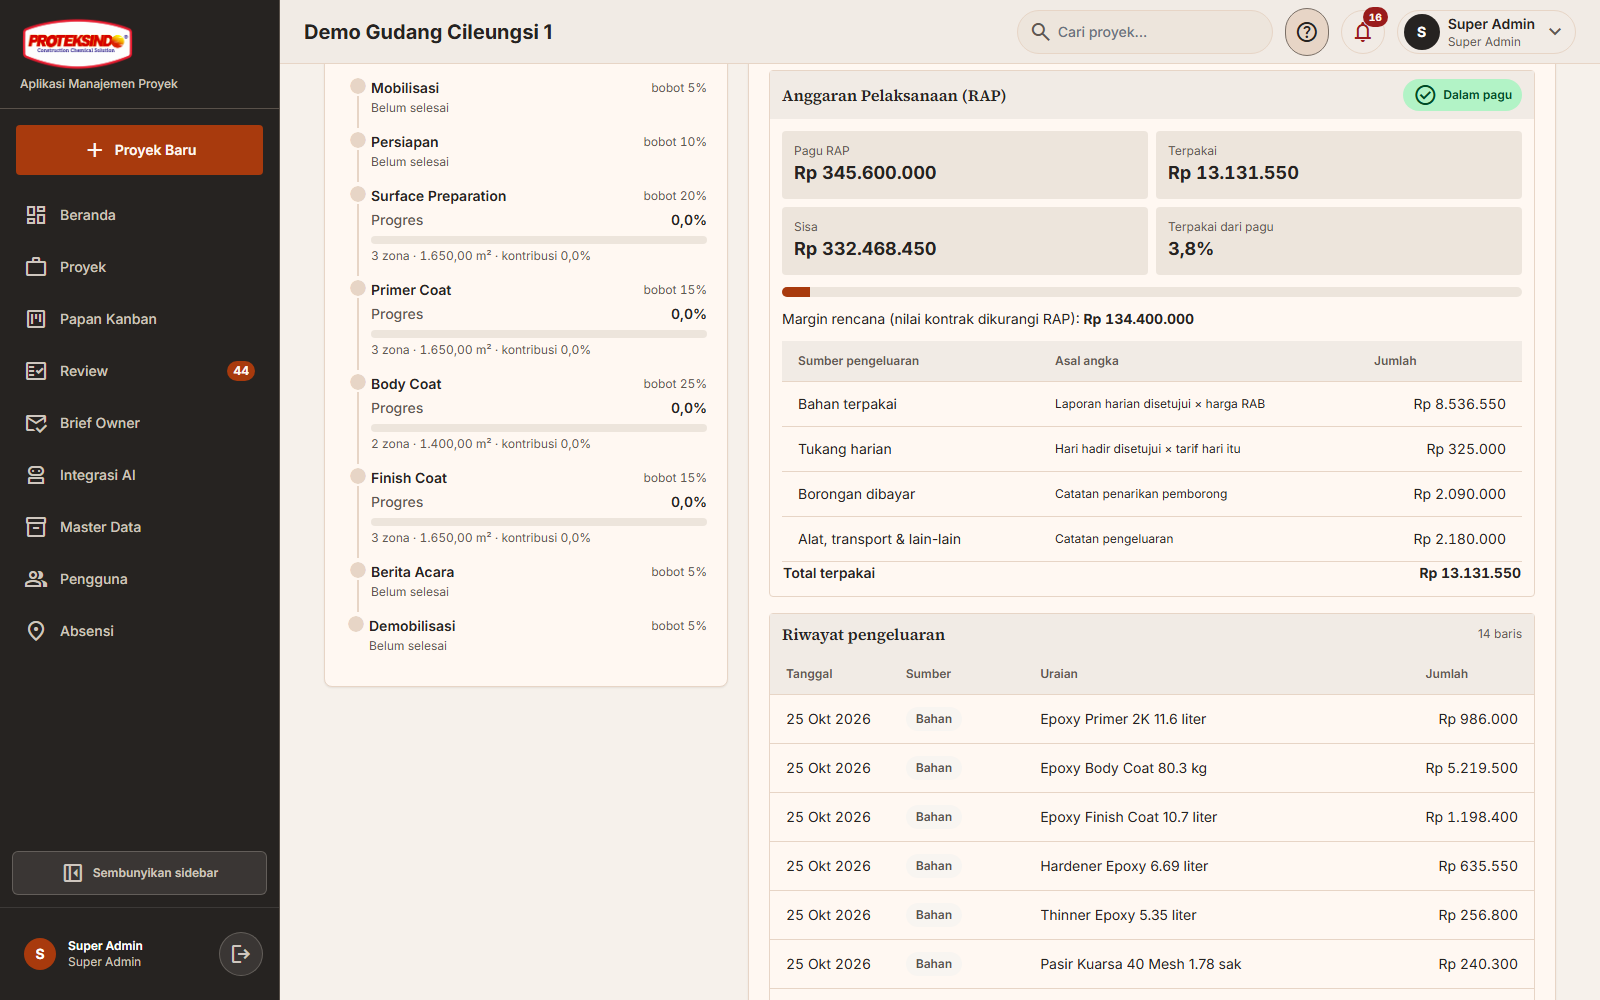 PROTEKSINDO
Construction Chemical Solution
Aplikasi Manajemen Proyek
Proyek Baru
Beranda
Proyek
Papan Kanban
Review
44
Brief Owner
Integrasi AI
Master Data
Pengguna
Absensi
Sembunyikan sidebar
S
Super Admin
Super Admin
Demo Gudang Cileungsi 1
Cari proyek...
16
S
Super Admin
Super Admin
Mobilisasi bobot 5%
Belum selesai
Persiapan bobot 10%
Belum selesai
Surface Preparation bobot 20%
Progres 0,0%
3 zona · 1.650,00 m² · kontribusi 0,0%
Primer Coat bobot 15%
Progres 0,0%
3 zona · 1.650,00 m² · kontribusi 0,0%
Body Coat bobot 25%
Progres 0,0%
2 zona · 1.400,00 m² · kontribusi 0,0%
Finish Coat bobot 15%
Progres 0,0%
3 zona · 1.650,00 m² · kontribusi 0,0%
Berita Acara bobot 5%
Belum selesai
Demobilisasi bobot 5%
Belum selesai
Anggaran Pelaksanaan (RAP) Dalam pagu
Pagu RAP
Rp 345.600.000
Terpakai
Rp 13.131.550
Sisa
Rp 332.468.450
Terpakai dari pagu
3,8%
Margin rencana (nilai kontrak dikurangi RAP): Rp 134.400.000
Sumber pengeluaran Asal angka Jumlah
Bahan terpakai Laporan harian disetujui × harga RAB Rp 8.536.550
Tukang harian Hari hadir disetujui × tarif hari itu Rp 325.000
Borongan dibayar Catatan penarikan pemborong Rp 2.090.000
Alat, transport & lain-lain Catatan pengeluaran Rp 2.180.000
Total terpakai Rp 13.131.550
Riwayat pengeluaran 14 baris
Tanggal Sumber Uraian Jumlah
25 Okt 2026 Bahan Epoxy Primer 2K 11.6 liter Rp 986.000
25 Okt 2026 Bahan Epoxy Body Coat 80.3 kg Rp 5.219.500
25 Okt 2026 Bahan Epoxy Finish Coat 10.7 liter Rp 1.198.400
25 Okt 2026 Bahan Hardener Epoxy 6.69 liter Rp 635.550
25 Okt 2026 Bahan Thinner Epoxy 5.35 liter Rp 256.800
25 Okt 2026 Bahan Pasir Kuarsa 40 Mesh 1.78 sak Rp 240.300